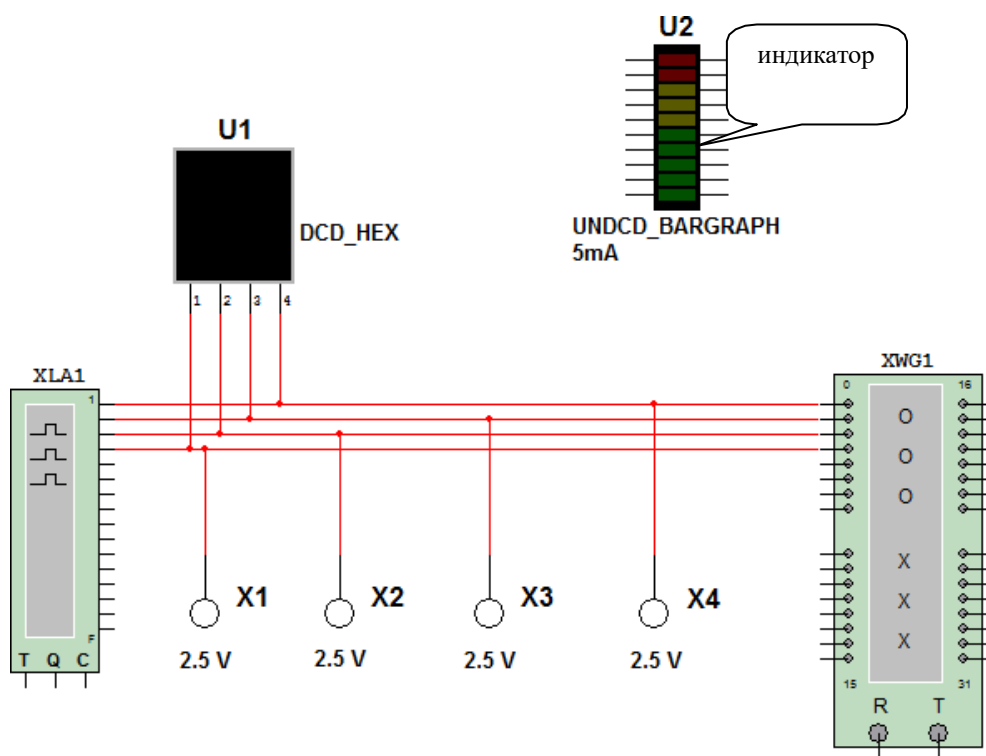 U2
индикатор
U1
DCD_HEX
UNDCD_BARGRAPH
5mA
1 2 3 4
XLA1
XWG1
1
0 16
O
O
O
X1 X2 X3 X4
X
X
X
F
2.5 V 2.5 V 2.5 V 2.5 V
T Q C
15 31
R T